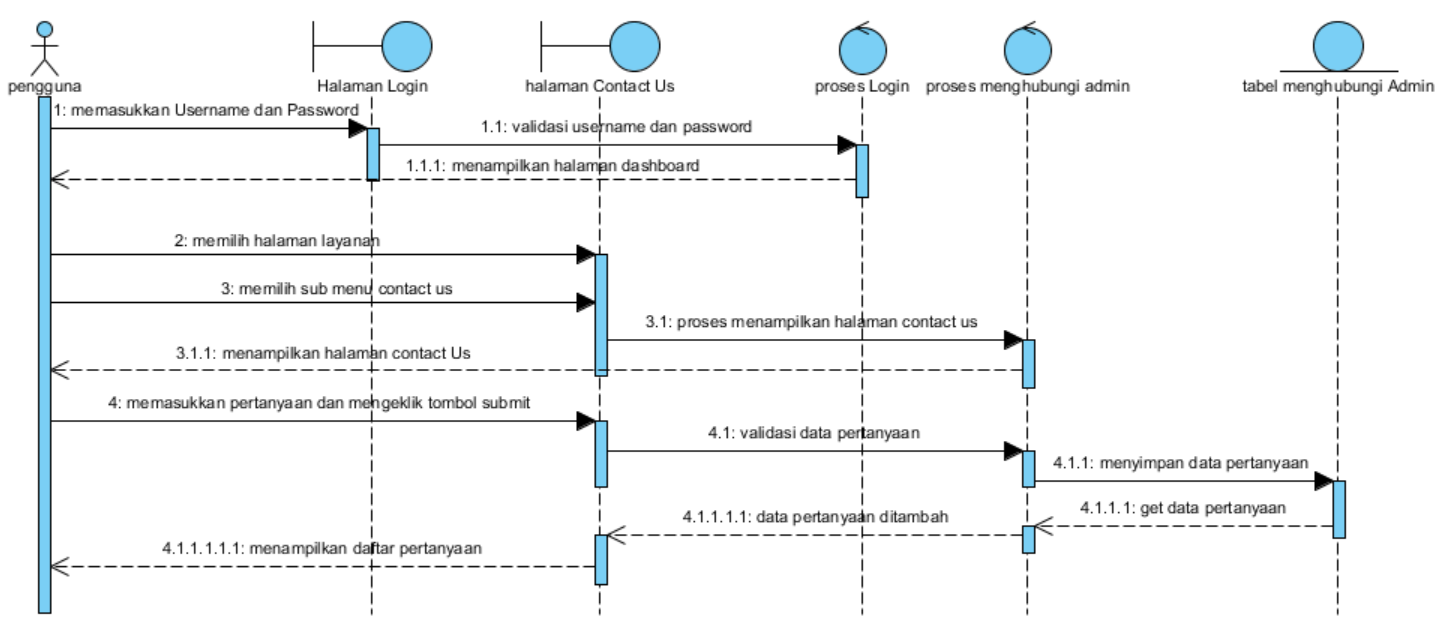 pengguna
Halaman Login
halaman Contact Us
proses Login
proses menghubungi admin
tabel menghubungi Admin
1: memasukkan Username dan Password
1.1: validasi username dan password
1.1.1: menampilkan halaman dashboard
2: memilih halaman layanan
3: memilih sub menu contact us
3.1: proses menampilkan halaman contact us
3.1.1: menampilkan halaman contact Us
4: memasukkan pertanyaan dan mengeklik tombol submit
4.1: validasi data pertanyaan
4.1.1: menyimpan data pertanyaan
4.1.1.1: get data pertanyaan
4.1.1.1.1: data pertanyaan ditambah
4.1.1.1.1.1: menampilkan daftar pertanyaan